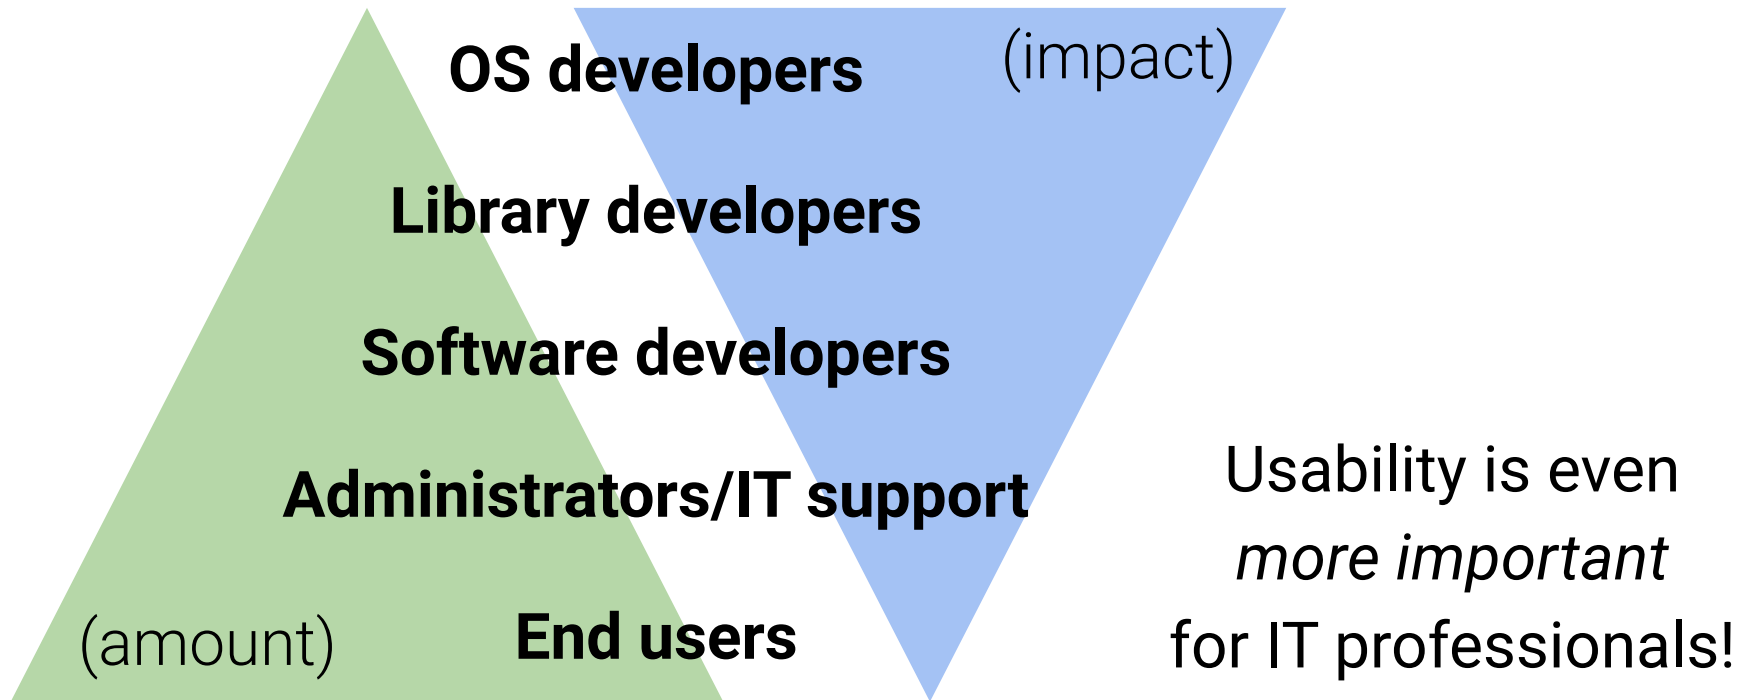 OS developers
(impact)
Library developers
Software developers
Administrators/IT support
End users
(amount)
Usability is even
more important
for IT professionals!